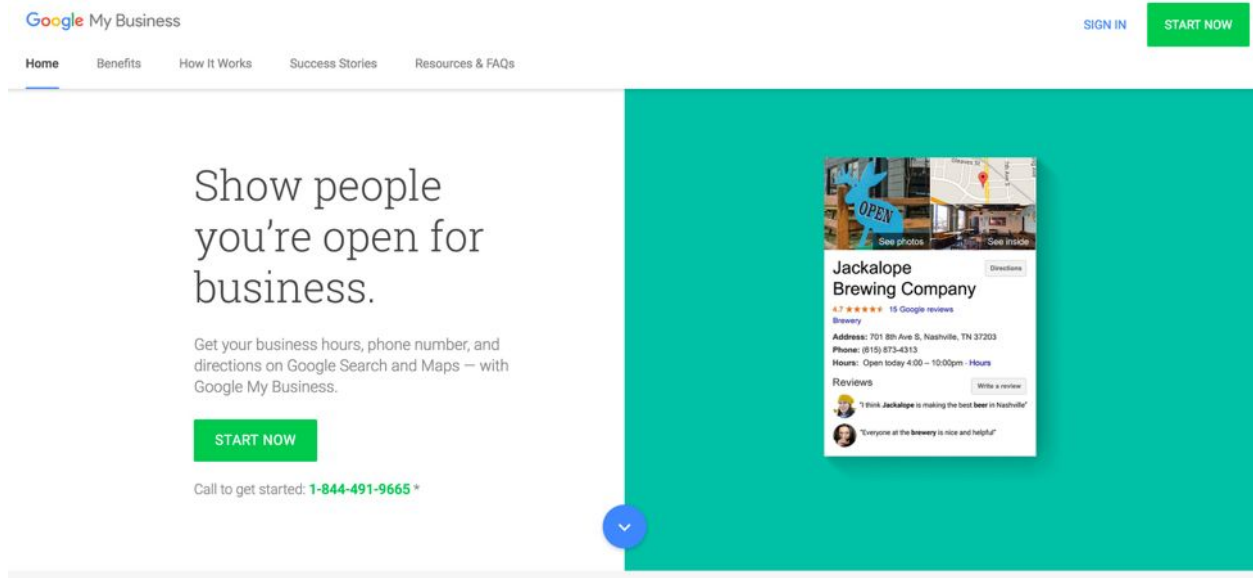 Google My Business
SIGN IN
START NOW
Home Benefits How It Works Success Stories Resources & FAQs
Show people
you’re open for
business.
Get your business hours, phone number, and
directions on Google Search and Maps — with
Google My Business.
START NOW
Call to get started: 1-844-491-9665 *
Gleaves St
7th Ave S
OPEN
See photos
See inside
Jackalope
Brewing Company
Directions
4.7 15 Google reviews
Brewery
Address: 701 8th Ave S, Nashville, TN 37203
Phone: (615) 873-4313
Hours: Open today 4:00 – 10:00pm - Hours
Reviews
Write a review
"I think Jackalope is making the best beer in Nashville"
"Everyone at the brewery is nice and helpful"